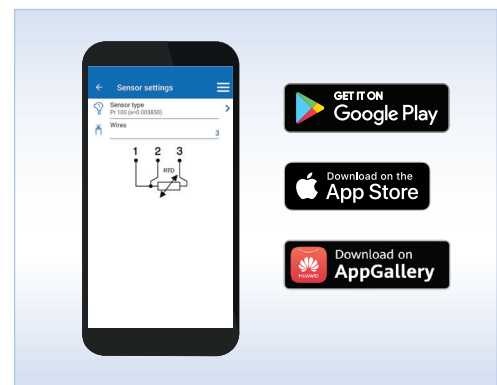 Sensor settings
Sensor type
Pt 100 (α=0.003850)
Wires
3
1 2 3
RTD
GET IT ON
Google Play
Download on the
App Store
HUAWEI
Download on
AppGallery